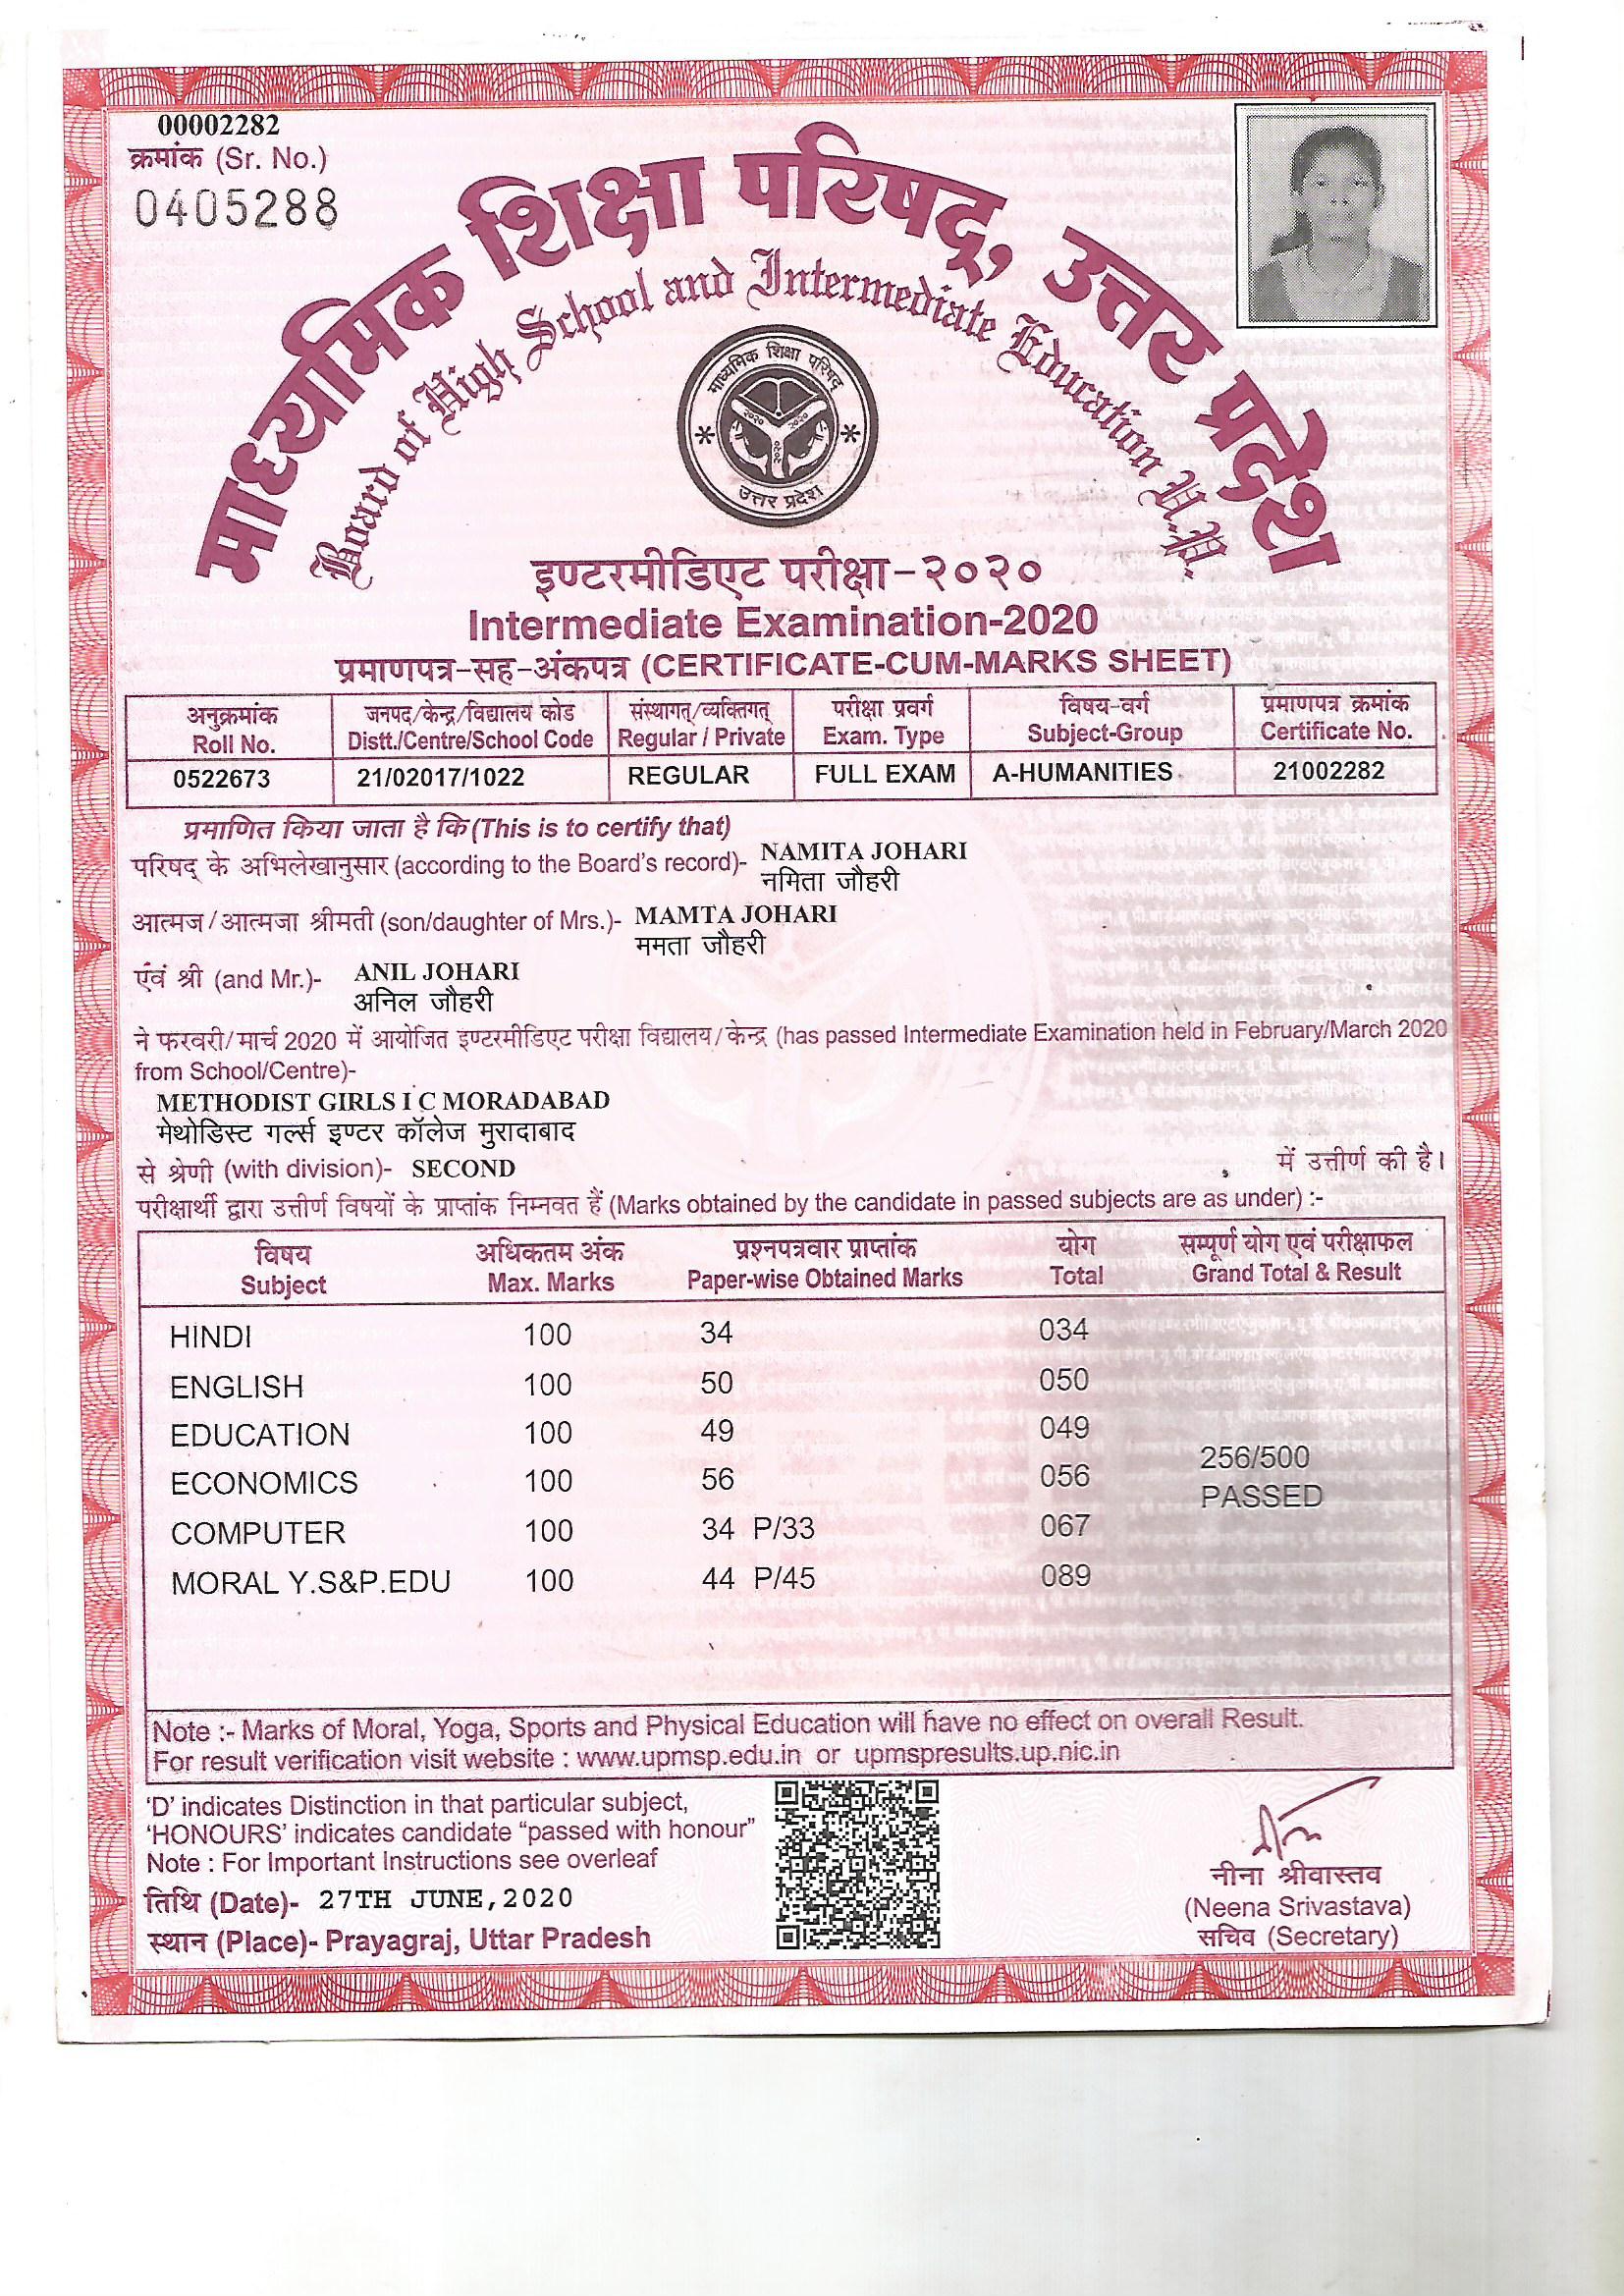 00002282
क्रमांक (Sr. No.)
0405288
माध्यमिक शिक्षा परिषद्, उत्तर प्रदेश
Board of High School and Intermediate Education U.P.
माध्यमिक शिक्षा परिषद्
उत्तर प्रदेश
इण्टरमीडिएट परीक्षा-२०२०
Intermediate Examination-2020
प्रमाणपत्र-सह-अंकपत्र (CERTIFICATE-CUM-MARKS SHEET)
अनुक्रमांक जनपद/केन्द्र/विद्यालय कोड संस्थागत्/व्यक्तिगत् परीक्षा प्रवर्ग विषय-वर्ग प्रमाणपत्र क्रमांक
Roll No. Distt./Centre/School Code Regular / Private Exam. Type Subject-Group Certificate No.
0522673 21/02017/1022 REGULAR FULL EXAM A-HUMANITIES 21002282
प्रमाणित किया जाता है कि (This is to certify that)
परिषद् के अभिलेखानुसार (according to the Board's record)- NAMITA JOHARI
नमिता जौहरी
आत्मज/आत्मजा श्रीमती (son/daughter of Mrs.)- MAMTA JOHARI
ममता जौहरी
एंवं श्री (and Mr.)- ANIL JOHARI
अनिल जौहरी
ने फरवरी/मार्च 2020 में आयोजित इण्टरमीडिएट परीक्षा विद्यालय/केन्द्र (has passed Intermediate Examination held in February/March 2020
from School/Centre)-
METHODIST GIRLS I C MORADABAD
मेथोडिस्ट गर्ल्स इण्टर कॉलेज मुरादाबाद
से श्रेणी (with division)- SECOND में उत्तीर्ण की है।
परीक्षार्थी द्वारा उत्तीर्ण विषयों के प्राप्तांक निम्नवत हैं (Marks obtained by the candidate in passed subjects are as under) :-
विषय अधिकतम अंक प्रश्नपत्रवार प्राप्तांक योग सम्पूर्ण योग एवं परीक्षाफल
Subject Max. Marks Paper-wise Obtained Marks Total Grand Total & Result
HINDI 100 34 034
ENGLISH 100 50 050
EDUCATION 100 49 049
256/500
ECONOMICS 100 56 056
PASSED
COMPUTER 100 34 P/33 067
MORAL Y.S&P.EDU 100 44 P/45 089
Note :- Marks of Moral, Yoga, Sports and Physical Education will have no effect on overall Result.
For result verification visit website : www.upmsp.edu.in or upmspresults.up.nic.in
'D' indicates Distinction in that particular subject,
'HONOURS' indicates candidate "passed with honour"
Note : For Important Instructions see overleaf
तिथि (Date)- 27TH JUNE,2020
स्थान (Place)- Prayagraj, Uttar Pradesh
नीना श्रीवास्तव
(Neena Srivastava)
सचिव (Secretary)